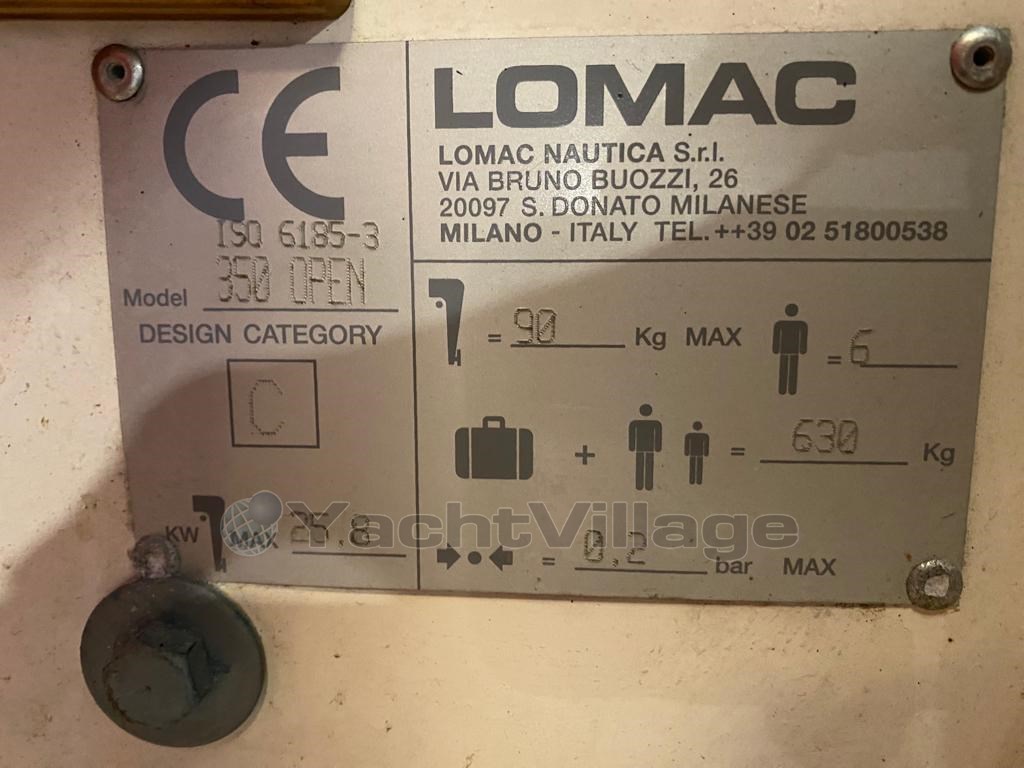 CE
ISO 6185-3
Model 350 OPEN
DESIGN CATEGORY
C
KW MAX 25,8
LOMAC
LOMAC NAUTICA S.r.l.
VIA BRUNO BUOZZI, 26
20097 S. DONATO MILANESE
MILANO - ITALY TEL. ++39 02 51800538
= 90 Kg MAX = 6
+ = 630 Kg
= 0,2 bar MAX
YachtVillage